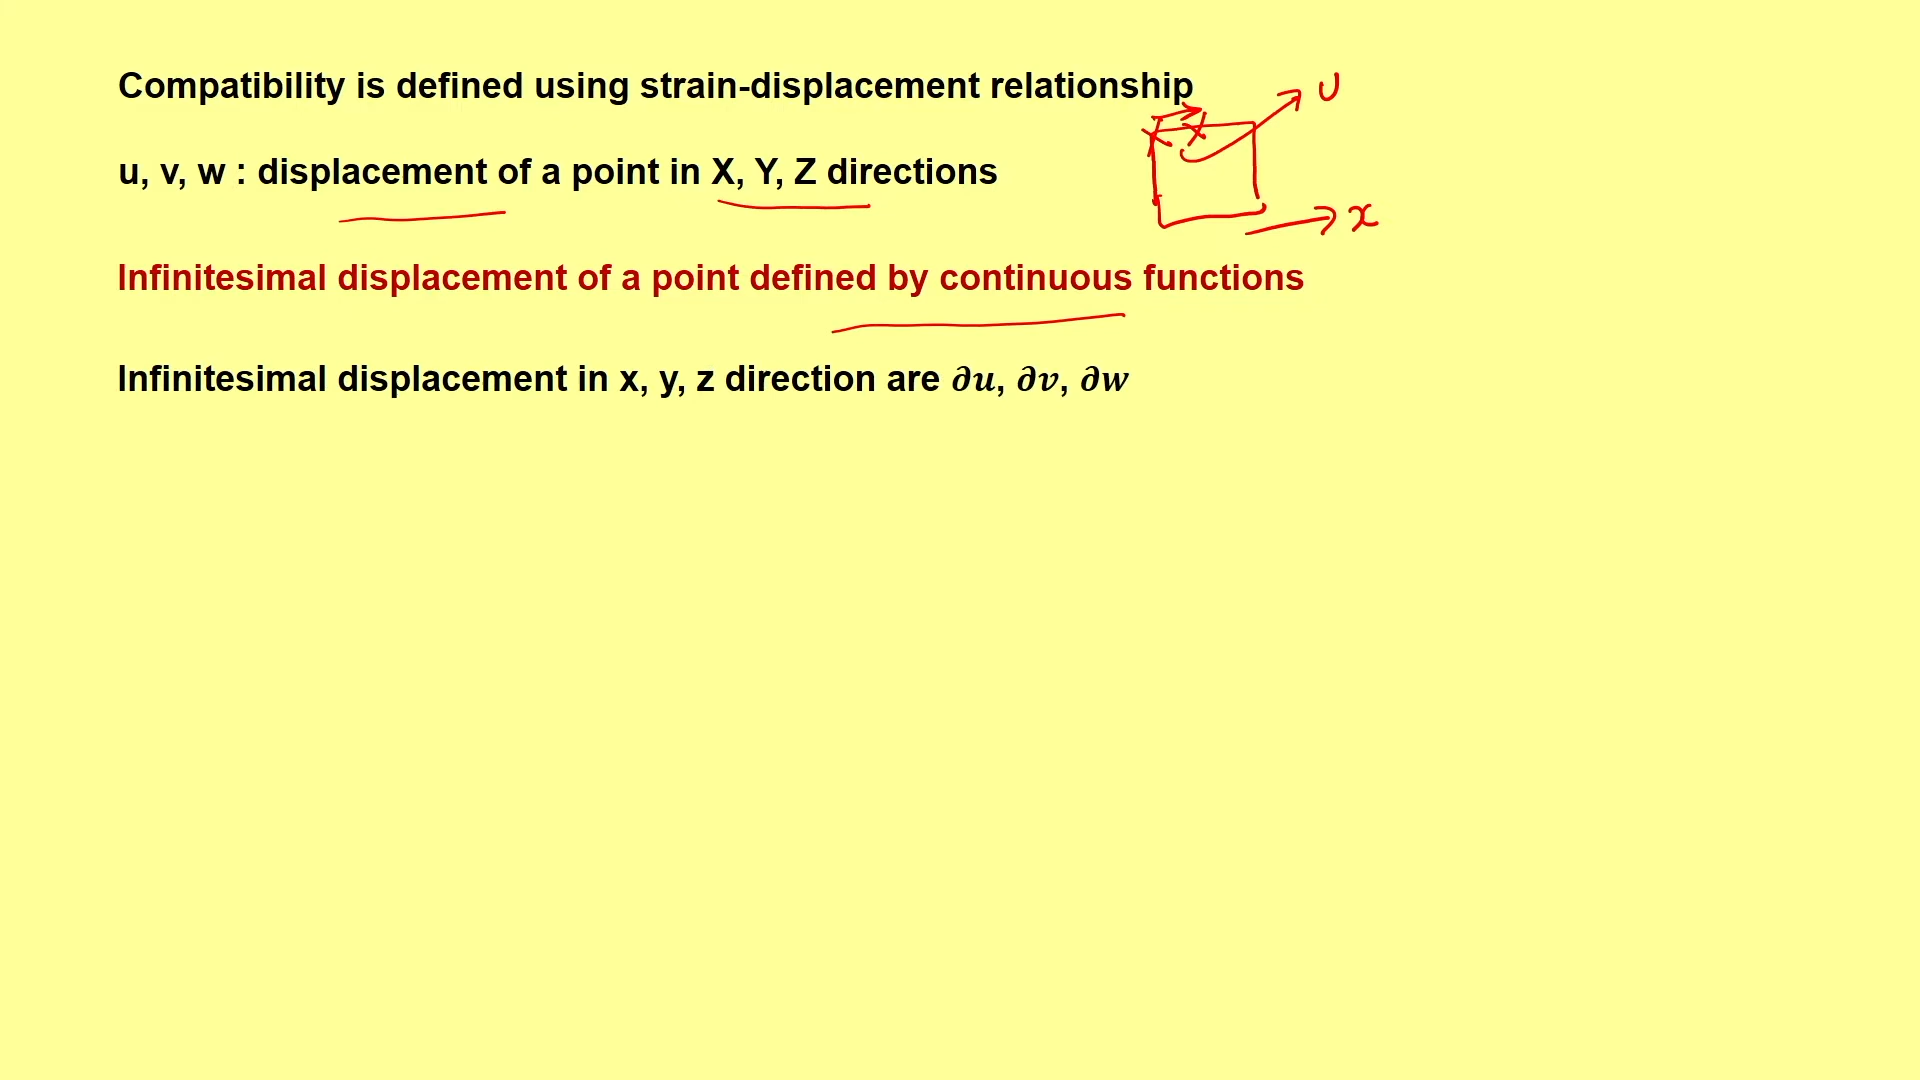 Compatibility is defined using strain-displacement relationship
U
u, v, w : displacement of a point in X, Y, Z directions
x
Infinitesimal displacement of a point defined by continuous functions
Infinitesimal displacement in x, y, z direction are ∂u, ∂v, ∂w